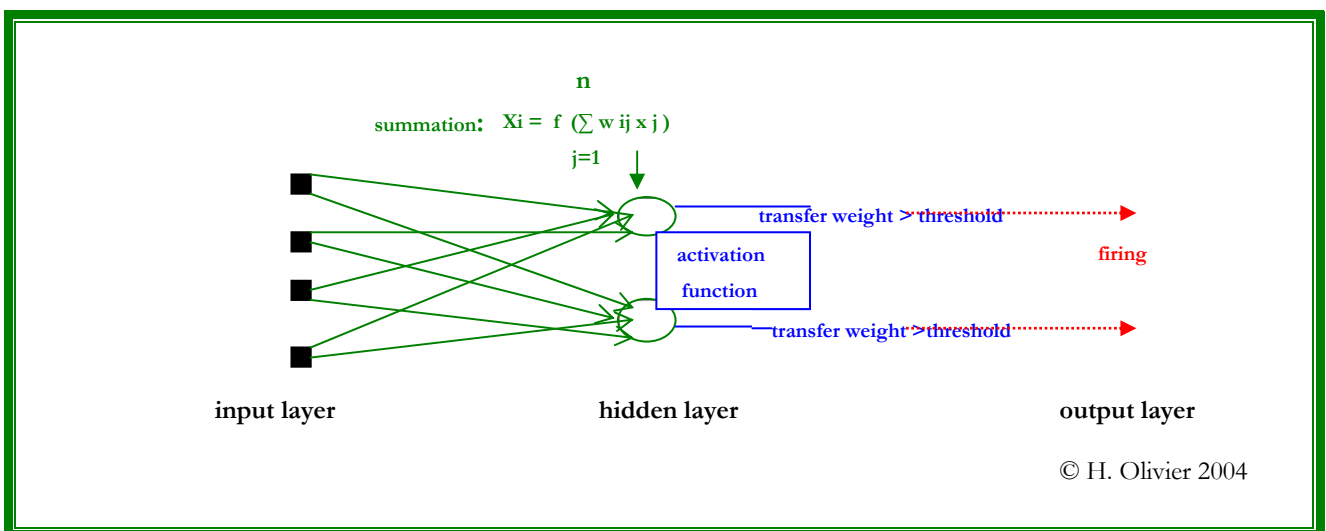 n
summation: Xi = f (∑ w ij x j )
j=1
transfer weight > threshold
activation
function
firing
transfer weight >threshold
input layer hidden layer output layer
© H. Olivier 2004